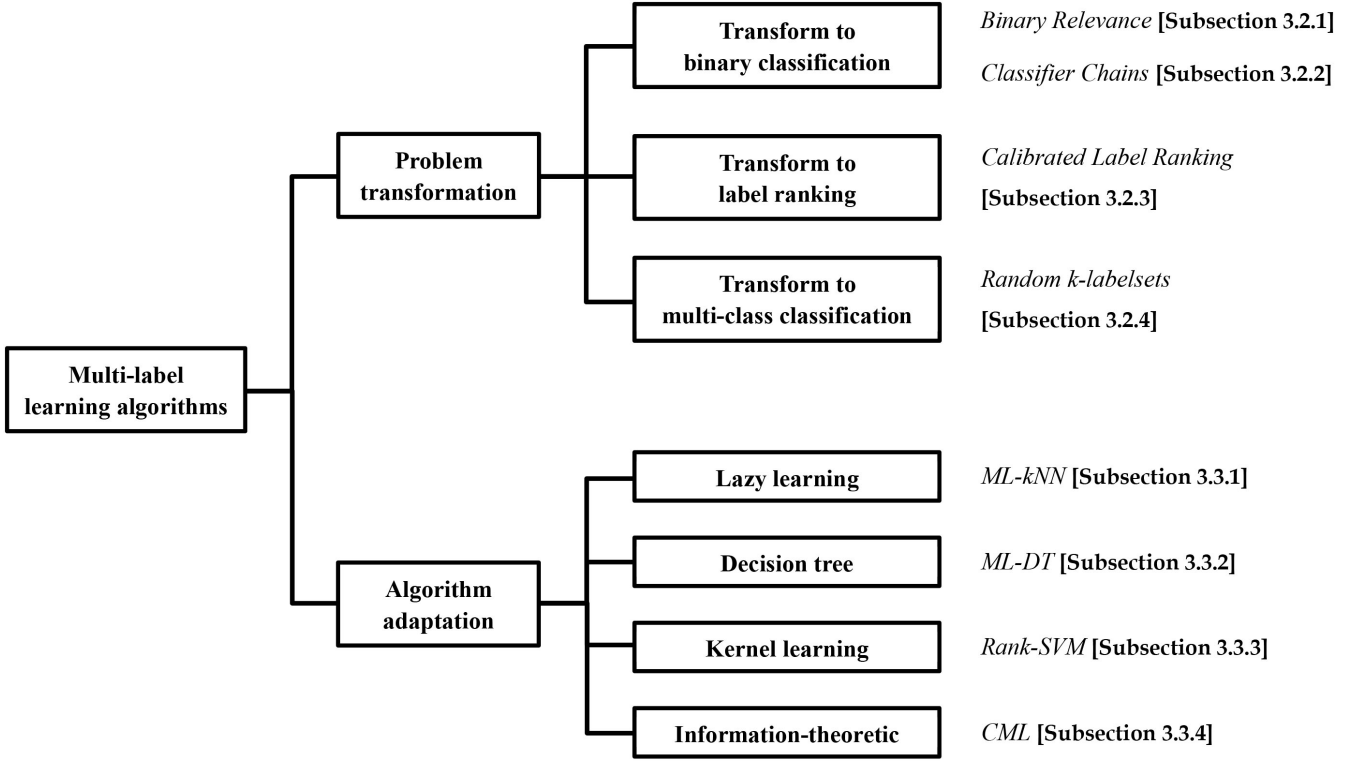 Multi-label
learning algorithms
Problem
transformation
Transform to
binary classification
Binary Relevance [Subsection 3.2.1]
Classifier Chains [Subsection 3.2.2]
Transform to
label ranking
Calibrated Label Ranking
[Subsection 3.2.3]
Transform to
multi-class classification
Random k-labelsets
[Subsection 3.2.4]
Algorithm
adaptation
Lazy learning
ML-kNN [Subsection 3.3.1]
Decision tree
ML-DT [Subsection 3.3.2]
Kernel learning
Rank-SVM [Subsection 3.3.3]
Information-theoretic
CML [Subsection 3.3.4]